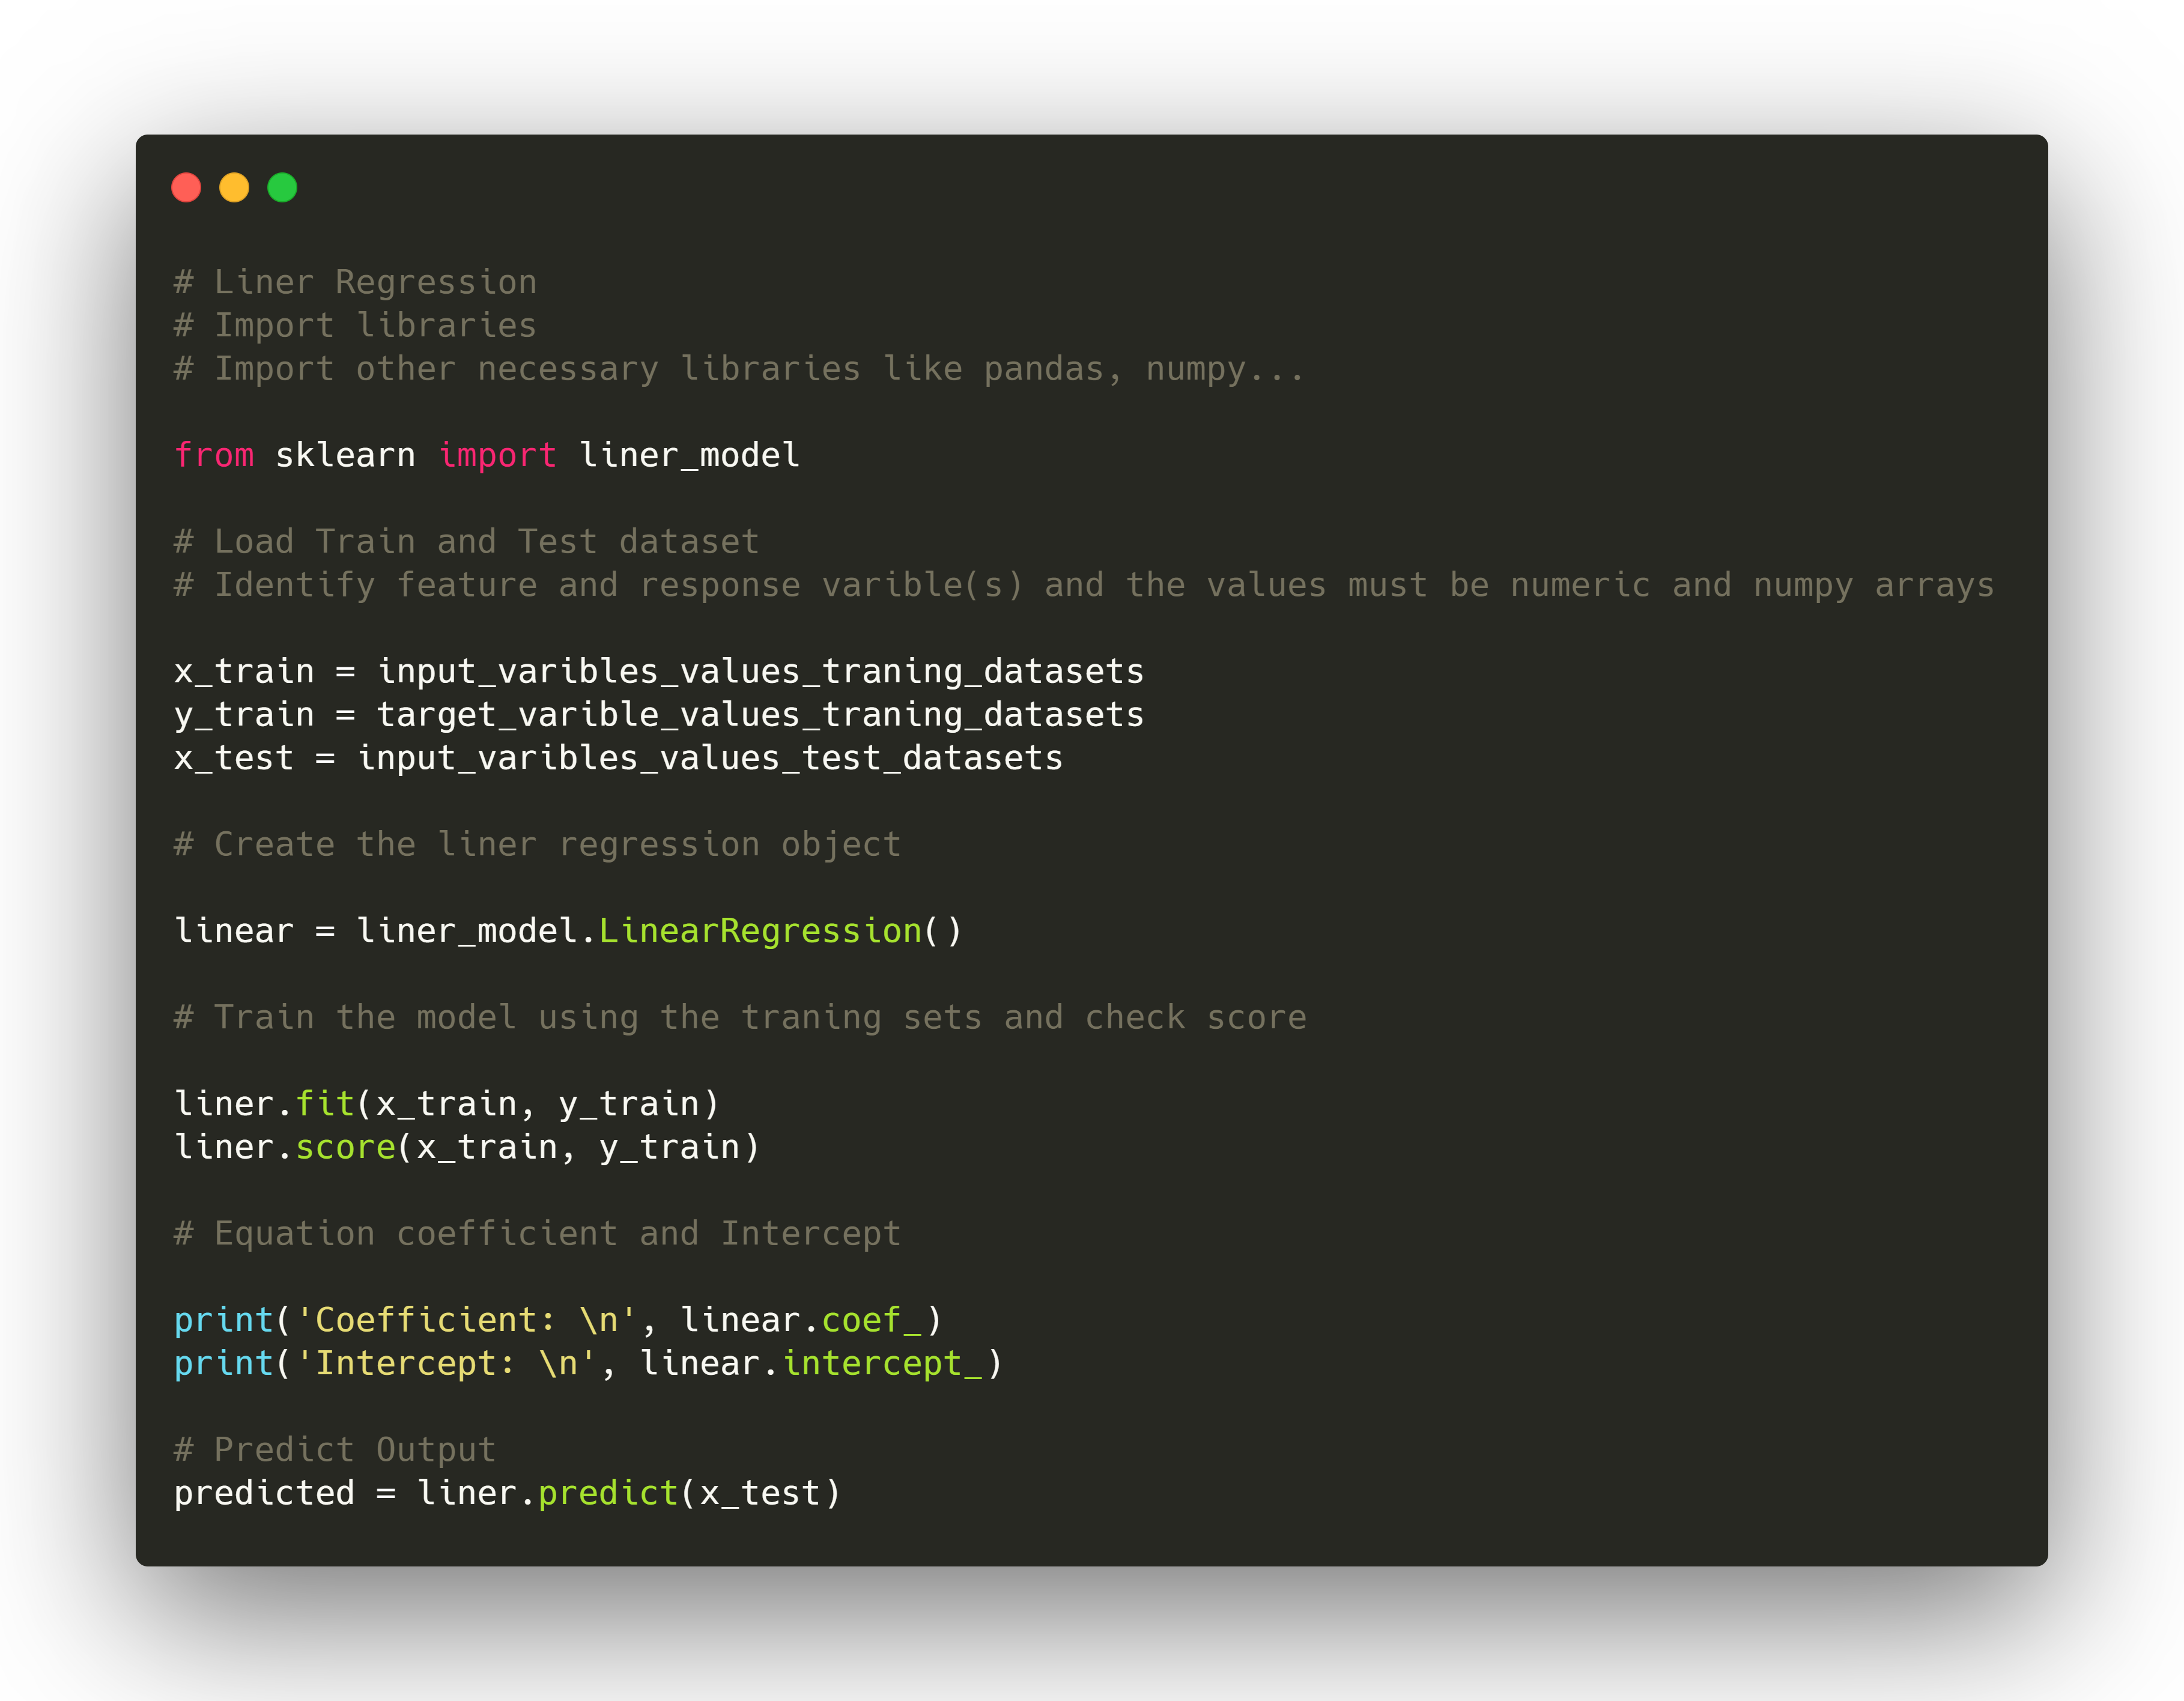 # Liner Regression
# Import libraries
# Import other necessary libraries like pandas, numpy...
from sklearn import liner_model
# Load Train and Test dataset
# Identify feature and response varible(s) and the values must be numeric and numpy arrays
x_train = input_varibles_values_traning_datasets
y_train = target_varible_values_traning_datasets
x_test = input_varibles_values_test_datasets
# Create the liner regression object
linear = liner_model.LinearRegression()
# Train the model using the traning sets and check score
liner.fit(x_train, y_train)
liner.score(x_train, y_train)
# Equation coefficient and Intercept
print('Coefficient: \n', linear.coef_)
print('Intercept: \n', linear.intercept_)
# Predict Output
predicted = liner.predict(x_test)